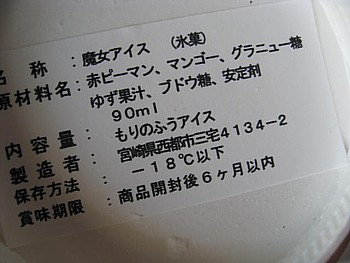 名　称　：魔女アイス　（氷菓）
原材料名：赤ピーマン、マンゴー、グラニュー糖
ゆず果汁、ブドウ糖、安定剤
内容量　：９０ｍｌ
製造者　：もりのふうアイス
宮崎県西都市三宅４１３４−２
保存方法　：−１８℃以下
賞味期限　：商品開封後６ヶ月以内